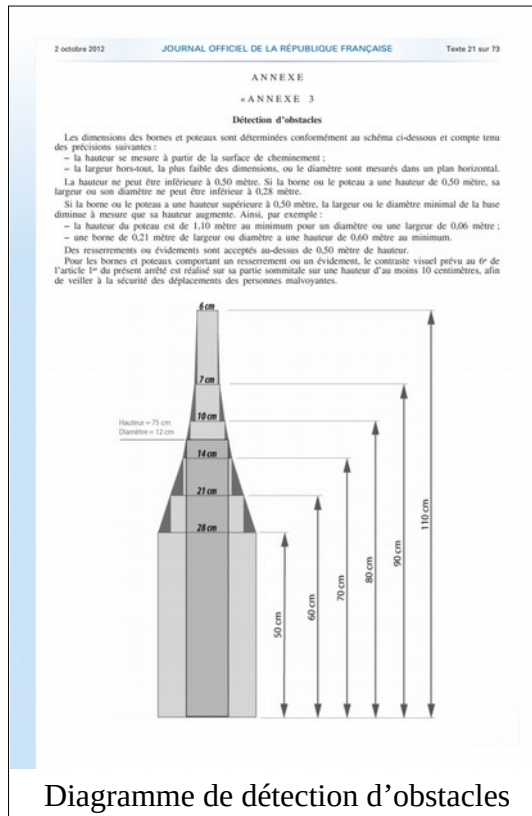 2 octobre 2012 JOURNAL OFFICIEL DE LA RÉPUBLIQUE FRANÇAISE Texte 21 sur 73
ANNEXE
« ANNEXE 3
Détection d’obstacles
Les dimensions des bornes et poteaux sont déterminées conformément au schéma ci-dessous et compte tenu
des précisions suivantes :
– la hauteur se mesure à partir de la surface de cheminement ;
– la largeur hors-tout, la plus faible des dimensions, ou le diamètre sont mesurés dans un plan horizontal.
La hauteur ne peut être inférieure à 0,50 mètre. Si la borne ou le poteau a une hauteur de 0,50 mètre, sa
largeur ou son diamètre ne peut être inférieur à 0,28 mètre.
Si la borne ou le poteau a une hauteur supérieure à 0,50 mètre, la largeur ou le diamètre minimal de la base
diminue à mesure que sa hauteur augmente. Ainsi, par exemple :
– la hauteur du poteau est de 1,10 mètre au minimum pour un diamètre ou une largeur de 0,06 mètre ;
– une borne de 0,21 mètre de largeur ou diamètre a une hauteur de 0,60 mètre au minimum.
Des resserrements ou évidements sont acceptés au-dessus de 0,50 mètre de hauteur.
Pour les bornes et poteaux comportant un resserrement ou un évidement, le contraste visuel prévu au 6° de
l’article 1er du présent arrêté est réalisé sur sa partie sommitale sur une hauteur d’au moins 10 centimètres, afin
de veiller à la sécurité des déplacements des personnes malvoyantes.
6 cm
7 cm
10 cm
Hauteur = 75 cm
Diamètre = 12 cm
14 cm
21 cm
28 cm
50 cm
60 cm
70 cm
80 cm
90 cm
110 cm
Diagramme de détection d’obstacles